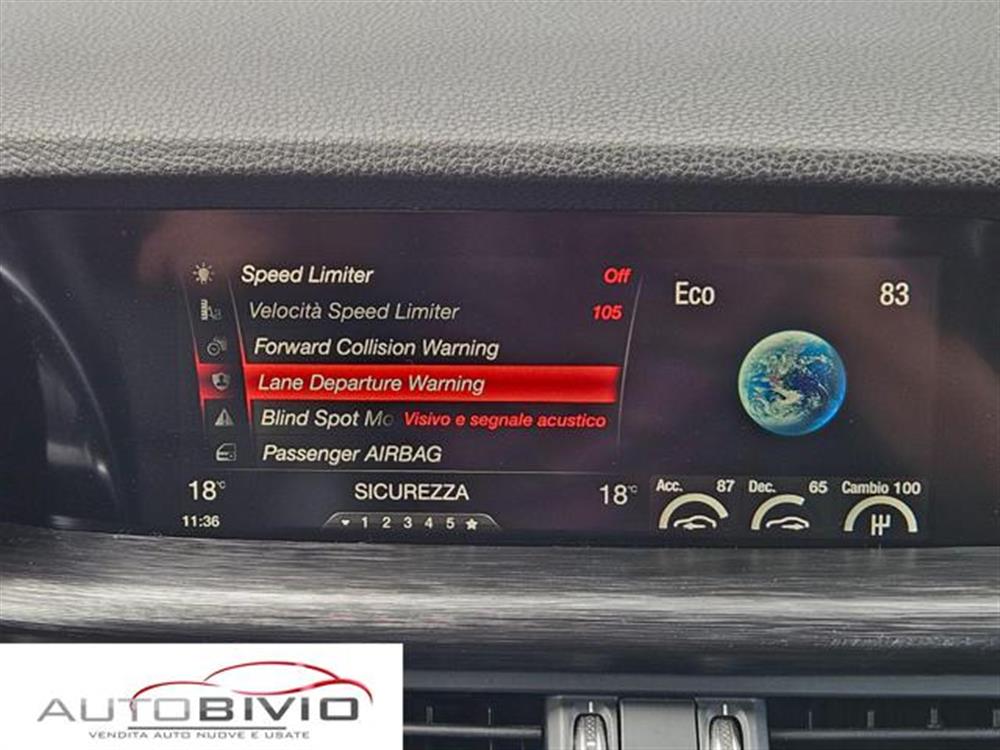 Speed Limiter Off
Velocità Speed Limiter 105
Forward Collision Warning
Lane Departure Warning
Blind Spot Mo Visivo e segnale acustico
Passenger AIRBAG
18°C SICUREZZA 18°C
11:36 1 2 3 4 5
Eco 83
Acc. 87 Dec. 65 Cambio 100
AUTOBIVIO
VENDITA AUTO NUOVE E USATE